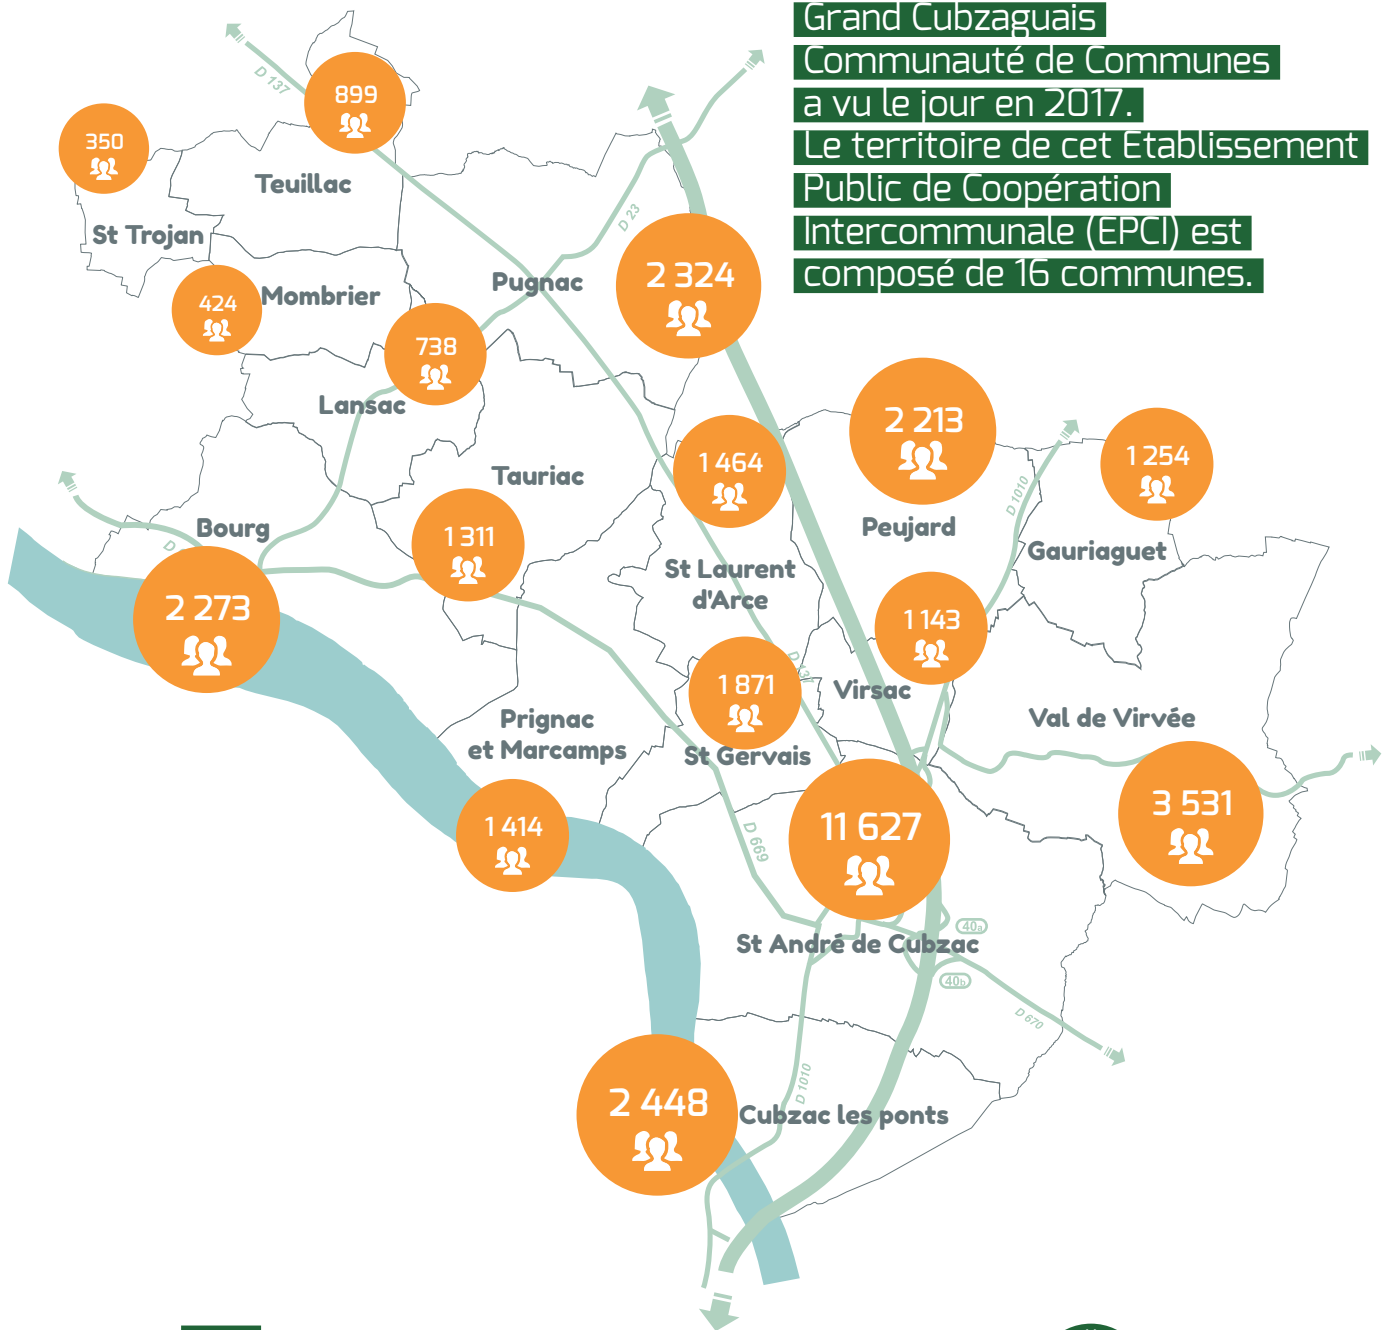 Grand Cubzaguais
Communauté de Communes
a vu le jour en 2017.
Le territoire de cet Etablissement
Public de Coopération
Intercommunale (EPCI) est
composé de 16 communes.
D 137
899
350
Teuillac
St Trojan
D 23
424
Mombrier
Pugnac
2 324
738
Lansac
2 213
1 464
1 254
Tauriac
D 1010
Bourg
D
1 311
Peujard
Gauriaguet
St Laurent
d'Arce
2 273
1 143
D 137
1 871
Virsac
Prignac
et Marcamps
Val de Virvée
St Gervais
3 531
1 414
11 627
D 669
40a
St André de Cubzac
40b
D 670
D 1010
2 448
Cubzac les ponts